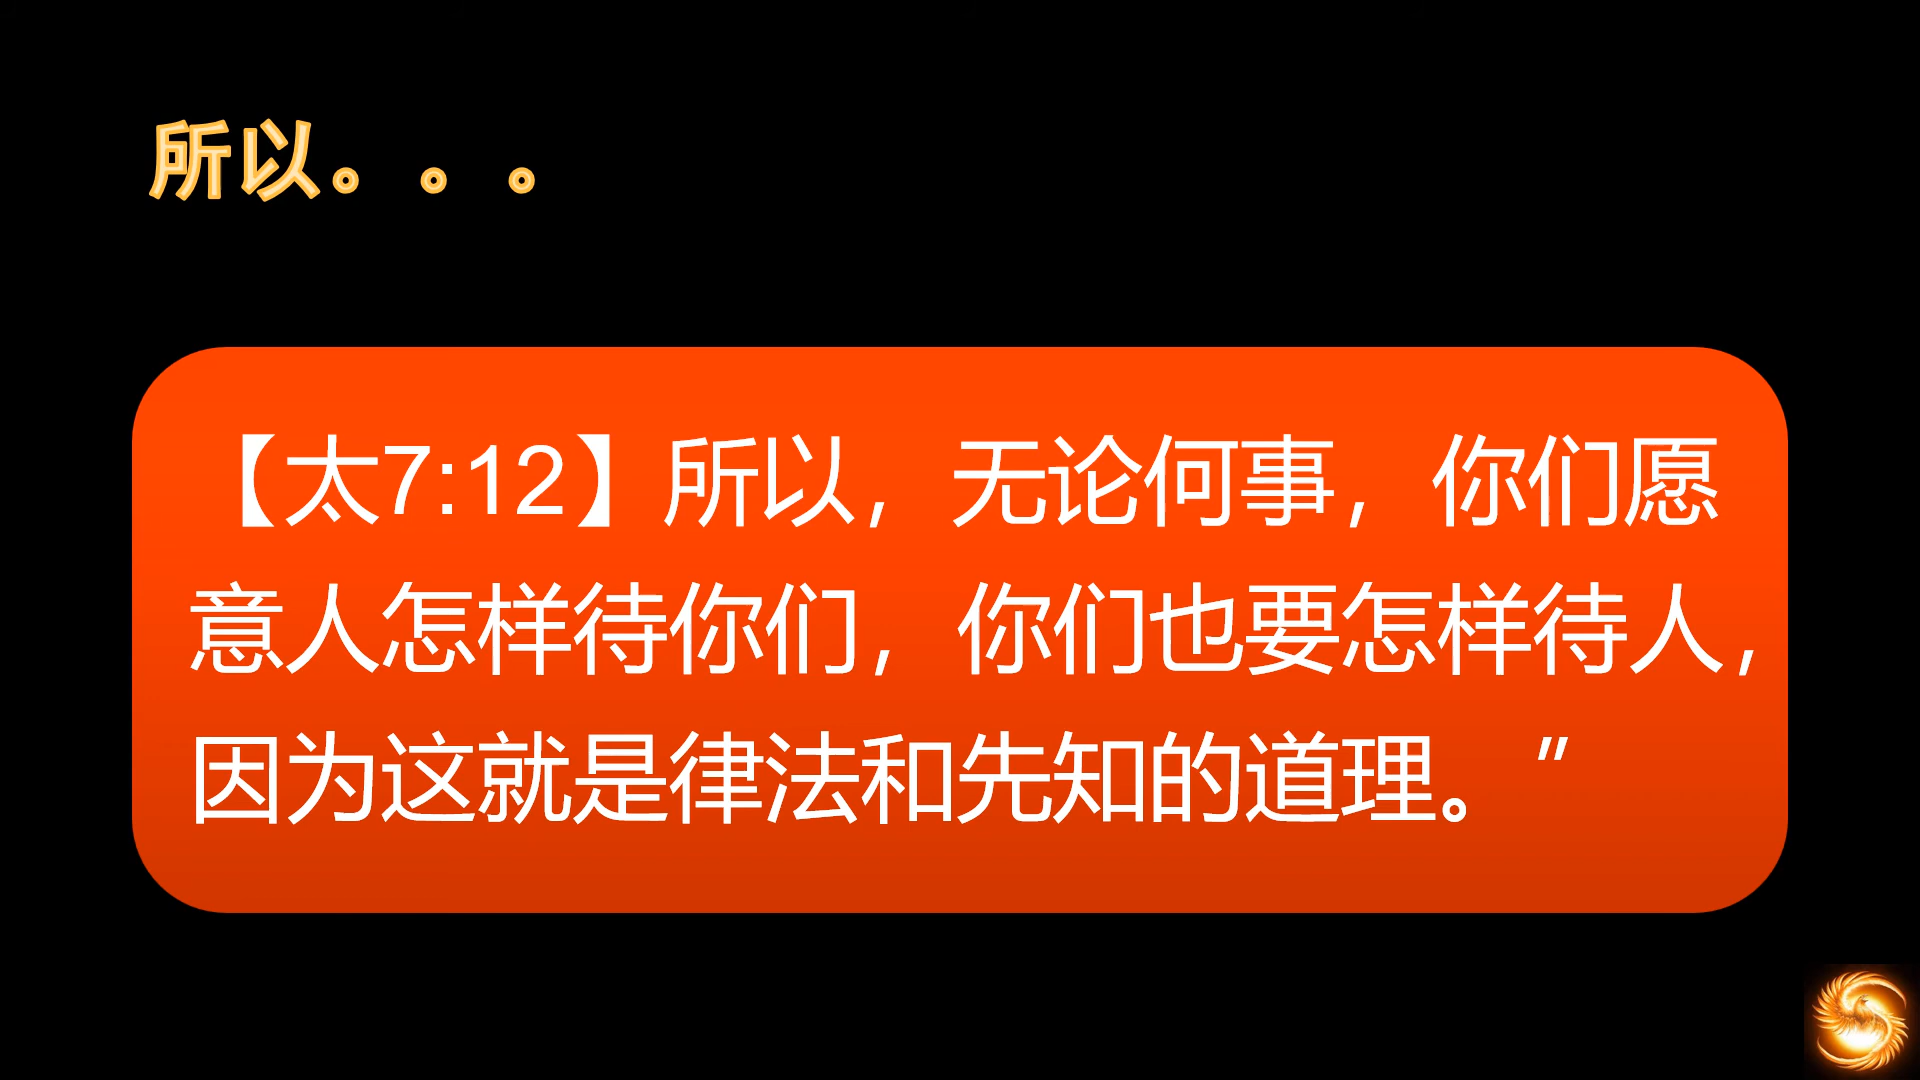 所以。。。
【太7:12】所以，无论何事，你们愿
意人怎样待你们，你们也要怎样待人，
因为这就是律法和先知的道理。”